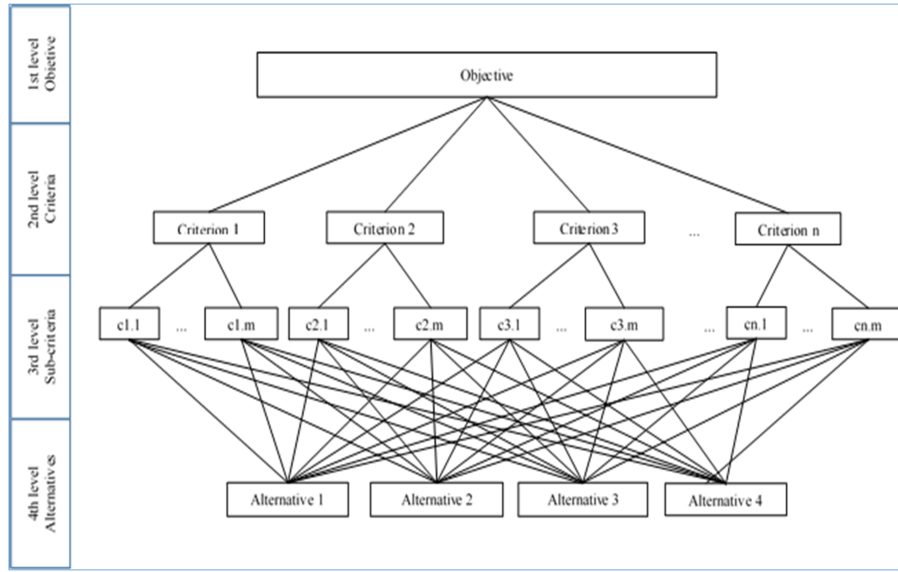 1st level
Objetive
Objective
2nd level
Criteria
Criterion 1
Criterion 2
Criterion 3
...
Criterion n
3rd level
Sub-criteria
c1.1
...
c1.m
c2.1
...
c2.m
c3.1
...
c3.m
...
cn.1
...
cn.m
4th level
Alternatives
Alternative 1
Alternative 2
Alternative 3
Alternative 4